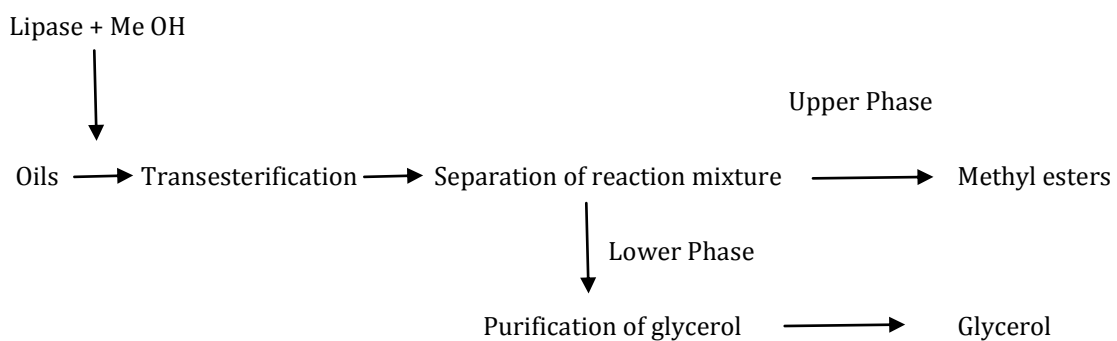 Lipase + Me OH
Upper Phase
Oils Transesterification Separation of reaction mixture Methyl esters
Lower Phase
Purification of glycerol Glycerol